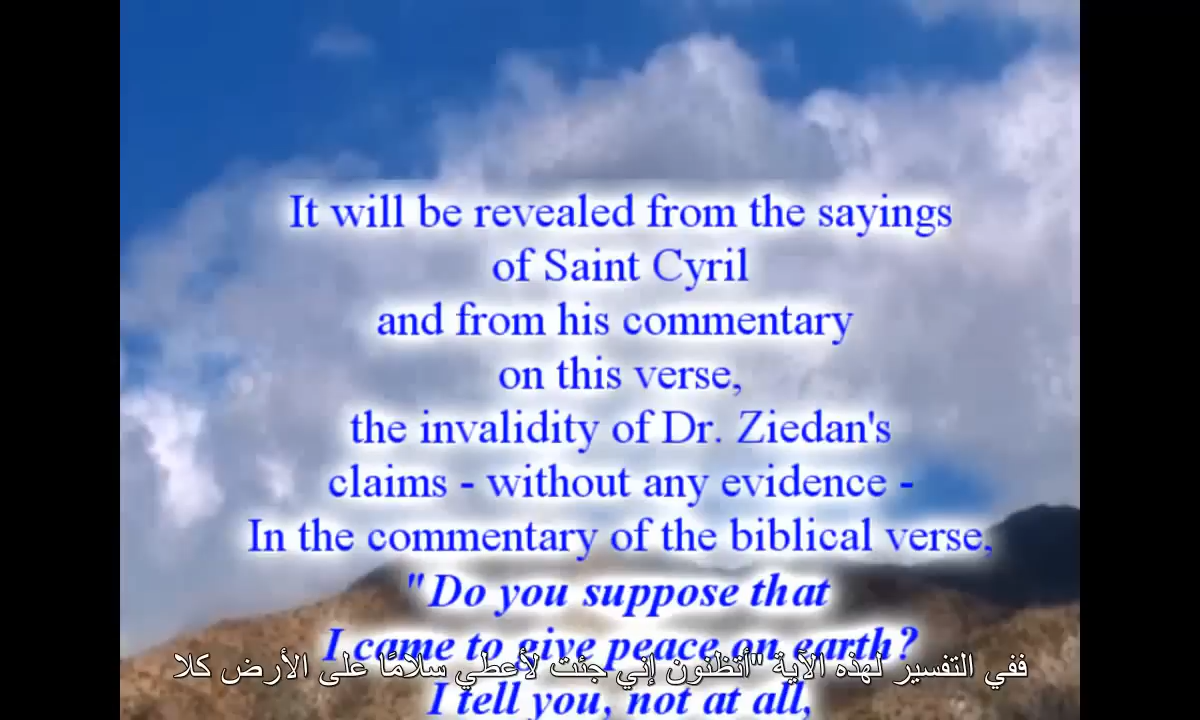 It will be revealed from the sayings
of Saint Cyril
and from his commentary
on this verse,
the invalidity of Dr. Ziedan's
claims - without any evidence -
In the commentary of the biblical verse,
"Do you suppose that
I came to give peace on earth?
ففي التفسير لهذه الآية "أتظنون إني جئت لأعطي سلامًا على الأرض كلا
I tell you, not at all,